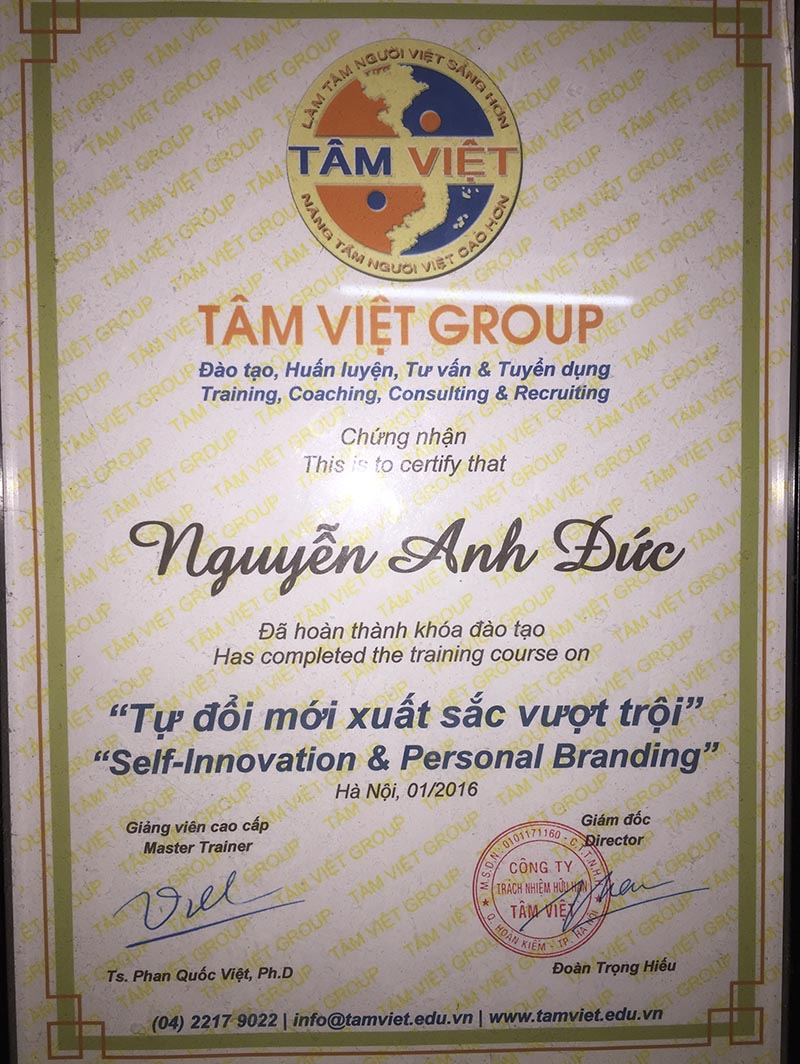 LÀM TÂM NGƯỜI VIỆT SÁNG HƠN
TÂM VIỆT
NÂNG TẦM NGƯỜI VIỆT CAO HƠN
TÂM VIỆT GROUP
Đào tạo, Huấn luyện, Tư vấn & Tuyển dụng
Training, Coaching, Consulting & Recruiting
Chứng nhận
This is to certify that
Nguyễn Anh Đức
Đã hoàn thành khóa đào tạo
Has completed the training course on
“Tự đổi mới xuất sắc vượt trội”
“Self-Innovation & Personal Branding”
Hà Nội, 01/2016
Giảng viên cao cấp
Master Trainer
Giám đốc
Director
M.S.D.N: 0101171160 - C.T.T.N.H.H
CÔNG TY
TRÁCH NHIỆM HỮU HẠN
TÂM VIỆT
Q. HOÀN KIẾM - TP. HÀ NỘI
Ts. Phan Quốc Việt, Ph.D
Đoàn Trọng Hiếu
(04) 2217 9022 | info@tamviet.edu.vn | www.tamviet.edu.vn